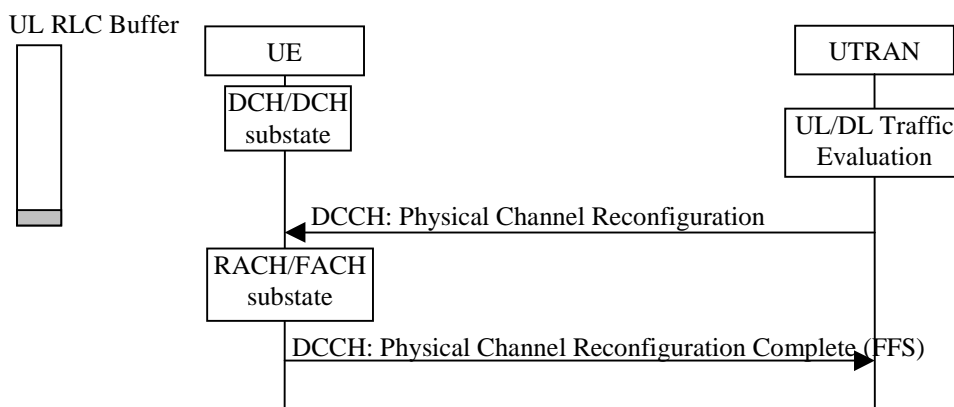 UL RLC Buffer
UE
UTRAN
DCH/DCH
substate
UL/DL Traffic
Evaluation
DCCH: Physical Channel Reconfiguration
RACH/FACH
substate
DCCH: Physical Channel Reconfiguration Complete (FFS)